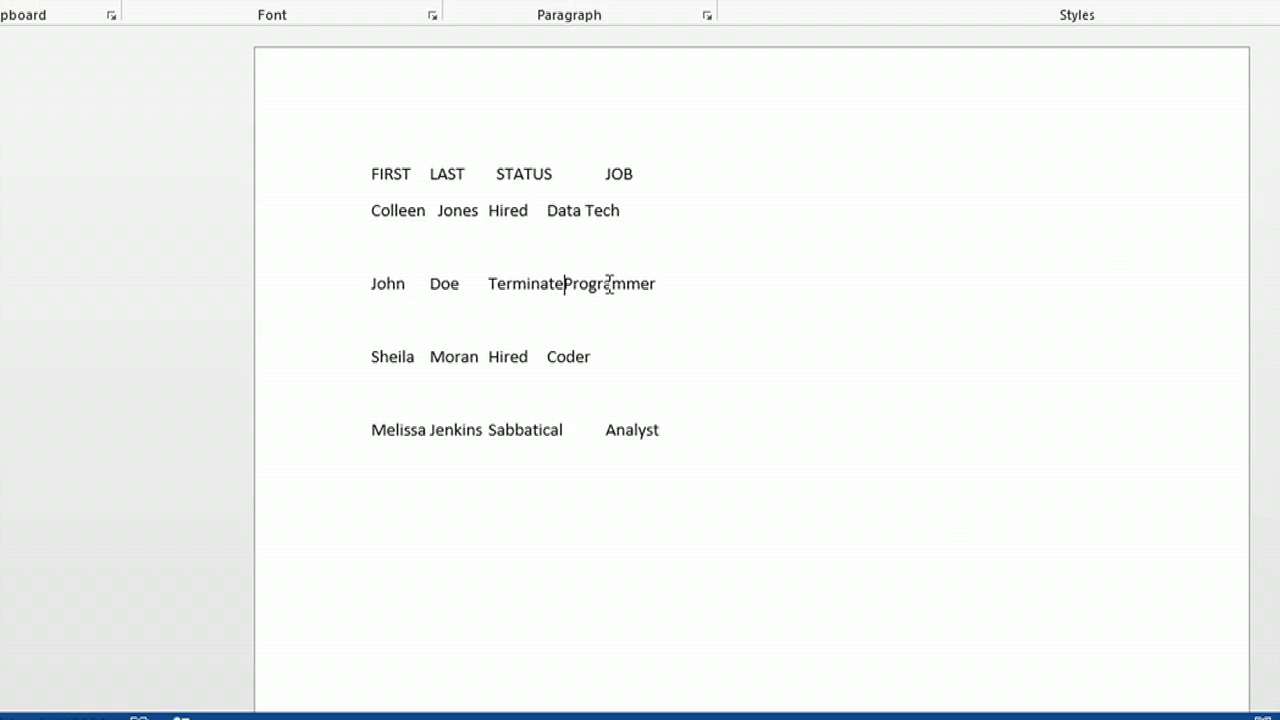 pboard Font Paragraph Styles
FIRST LAST STATUS JOB
Colleen Jones Hired Data Tech
John Doe TerminateProgrammer
Sheila Moran Hired Coder
Melissa Jenkins Sabbatical Analyst